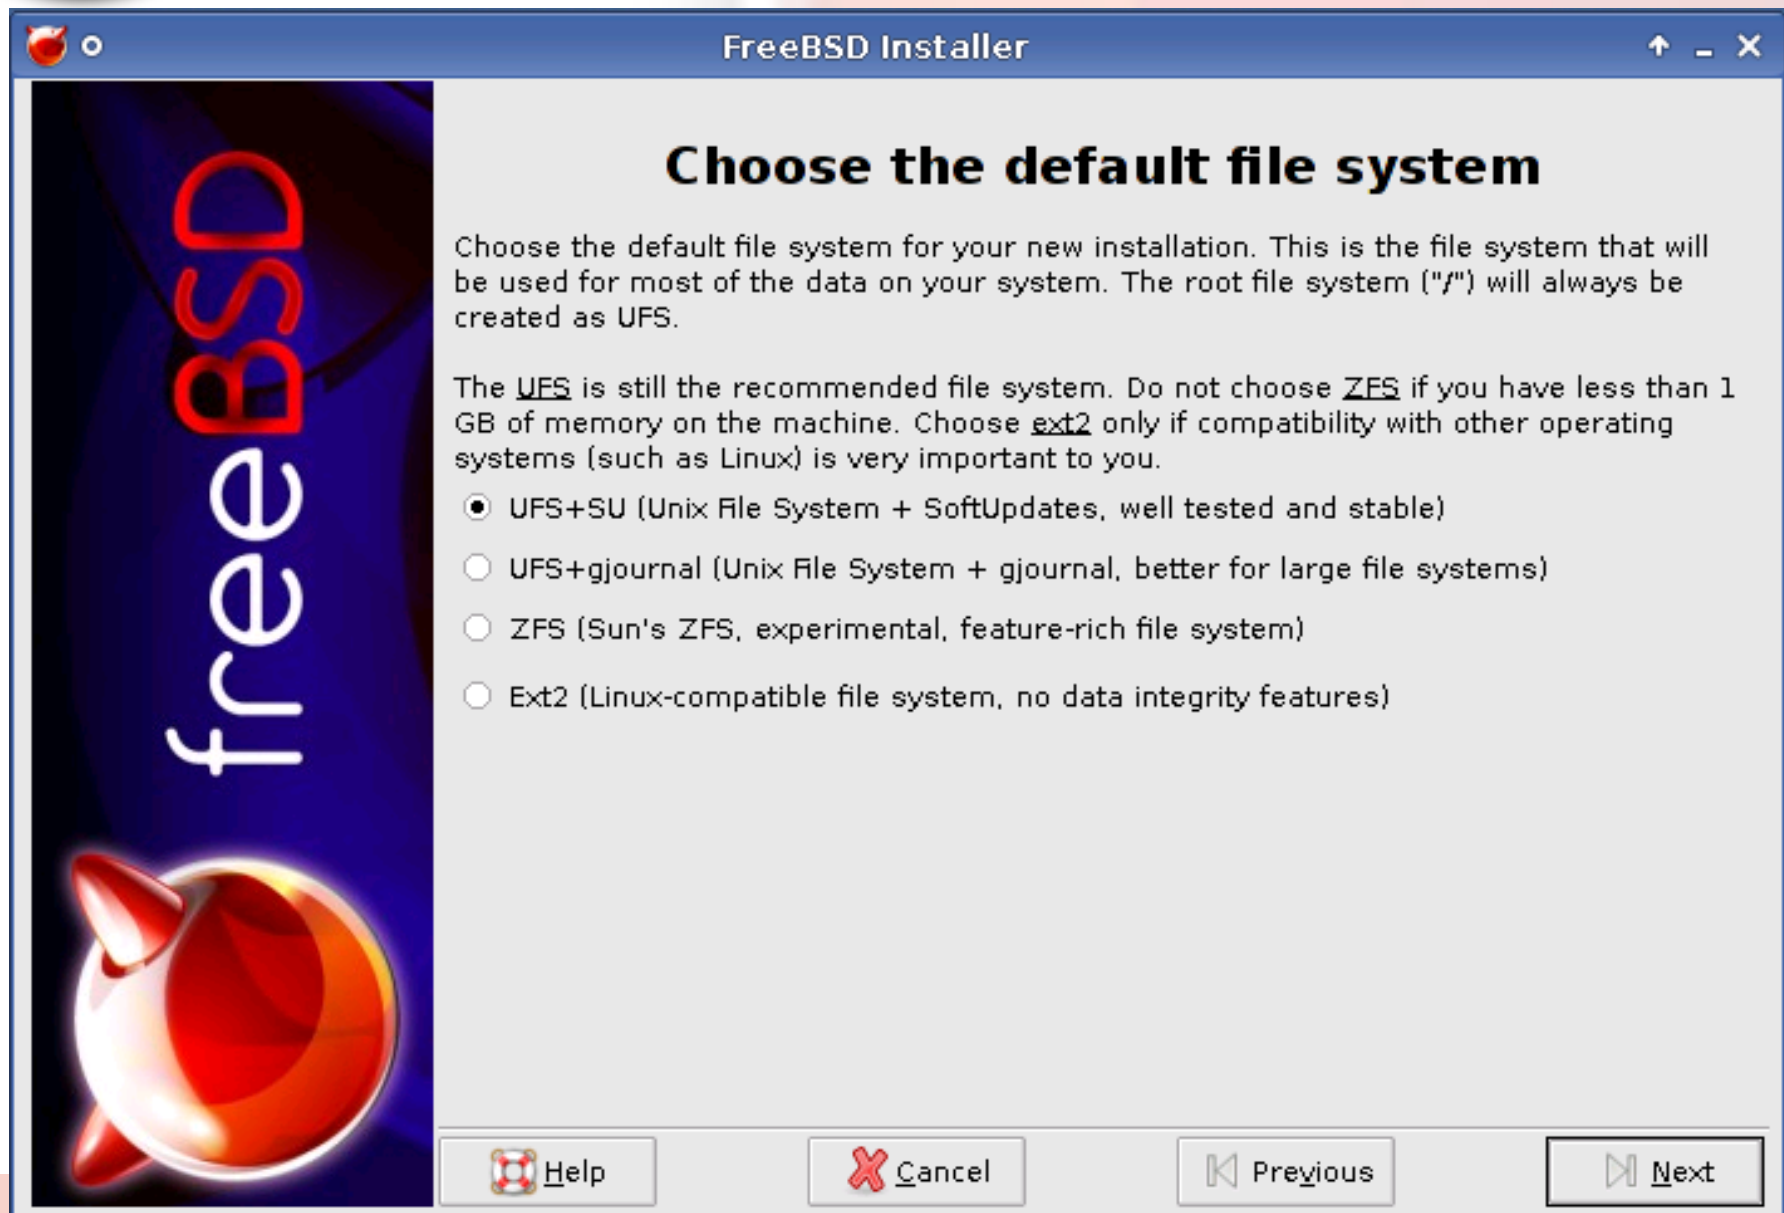 FreeBSD Installer
freeBSD
Choose the default file system
Choose the default file system for your new installation. This is the file system that will
be used for most of the data on your system. The root file system ("/") will always be
created as UFS.
The UFS is still the recommended file system. Do not choose ZFS if you have less than 1
GB of memory on the machine. Choose ext2 only if compatibility with other operating
systems (such as Linux) is very important to you.
UFS+SU (Unix File System + SoftUpdates, well tested and stable)
UFS+gjournal (Unix File System + gjournal, better for large file systems)
ZFS (Sun's ZFS, experimental, feature-rich file system)
Ext2 (Linux-compatible file system, no data integrity features)
Help
Cancel
Previous
Next